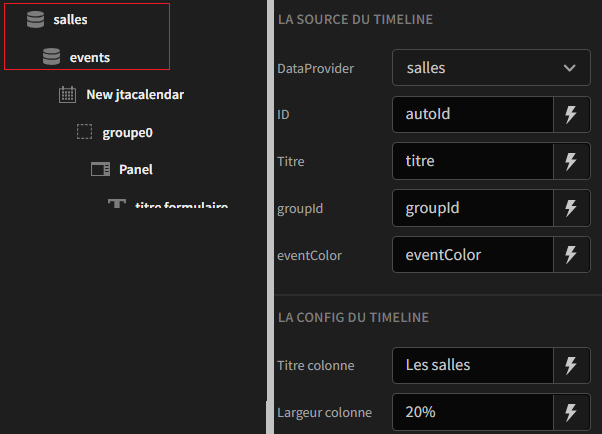 salles
events
New jtacalendar
groupe0
Panel
titre formulaire
LA SOURCE DU TIMELINE
DataProvider salles
ID autoId
Titre titre
groupId groupId
eventColor eventColor
LA CONFIG DU TIMELINE
Titre colonne Les salles
Largeur colonne 20%